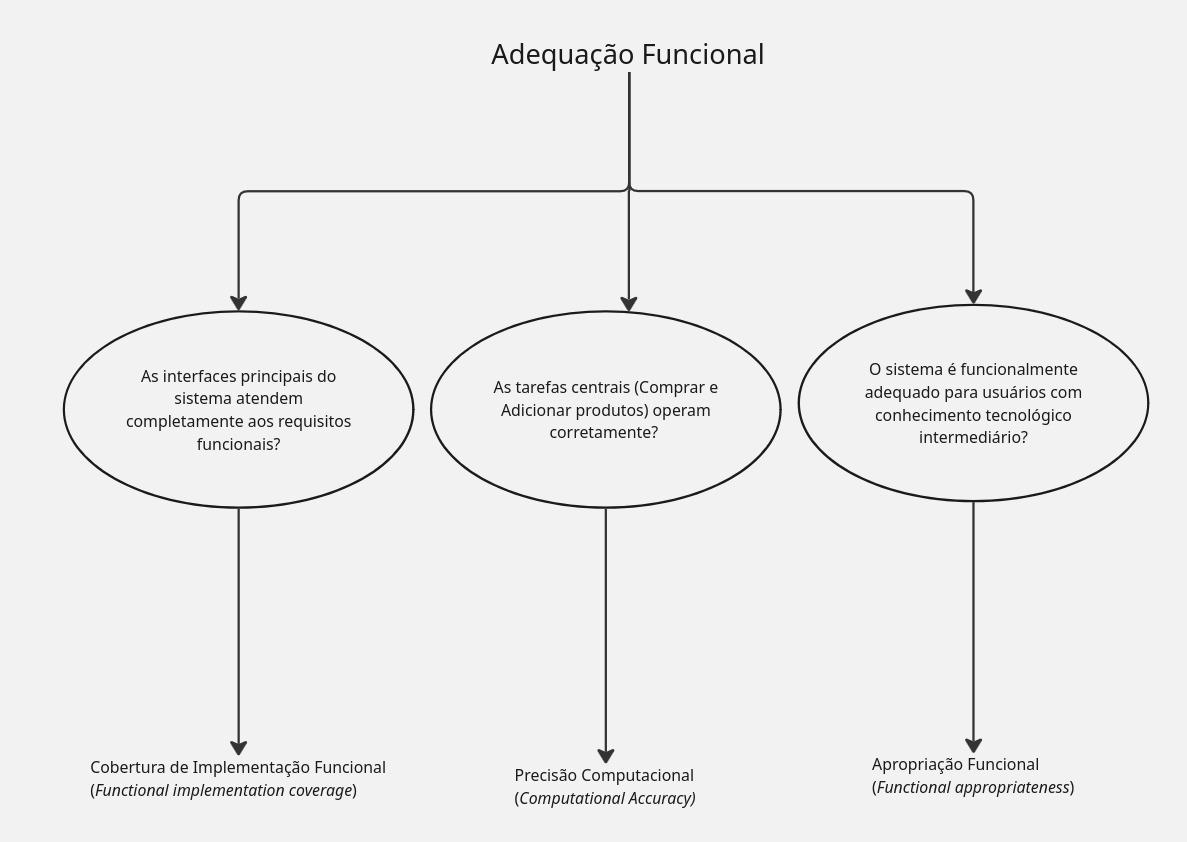 Adequação Funcional
As interfaces principais do
sistema atendem
completamente aos requisitos
funcionais?
As tarefas centrais (Comprar e
Adicionar produtos) operam
corretamente?
O sistema é funcionalmente
adequado para usuários com
conhecimento tecnológico
intermediário?
Cobertura de Implementação Funcional
(Functional implementation coverage)
Precisão Computacional
(Computational Accuracy)
Apropriação Funcional
(Functional appropriateness)